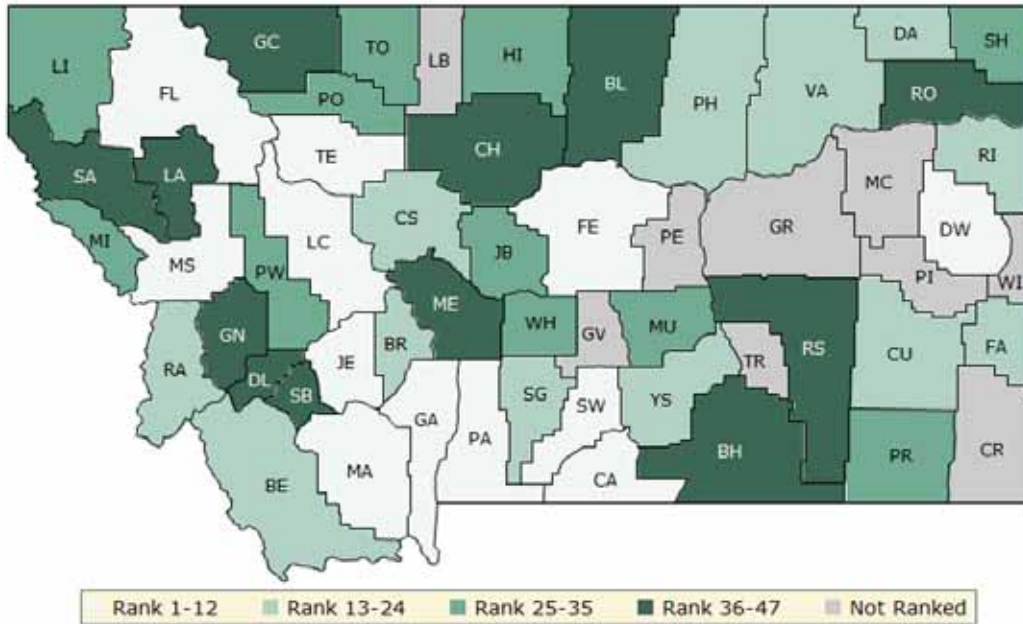 GC
TO
LB
HI
BL
PH
VA
DA
SH
LI
FL
PO
RO
TE
CH
SA
LA
CS
RI
MC
MI
MS
PW
LC
JB
FE
PE
GR
DW
PI
WI
ME
GN
WH
GV
MU
RS
CU
FA
RA
DL
SB
JE
BR
SG
SW
YS
TR
GA
PA
BH
PR
CR
BE
MA
CA
Rank 1-12 Rank 13-24 Rank 25-35 Rank 36-47 Not Ranked